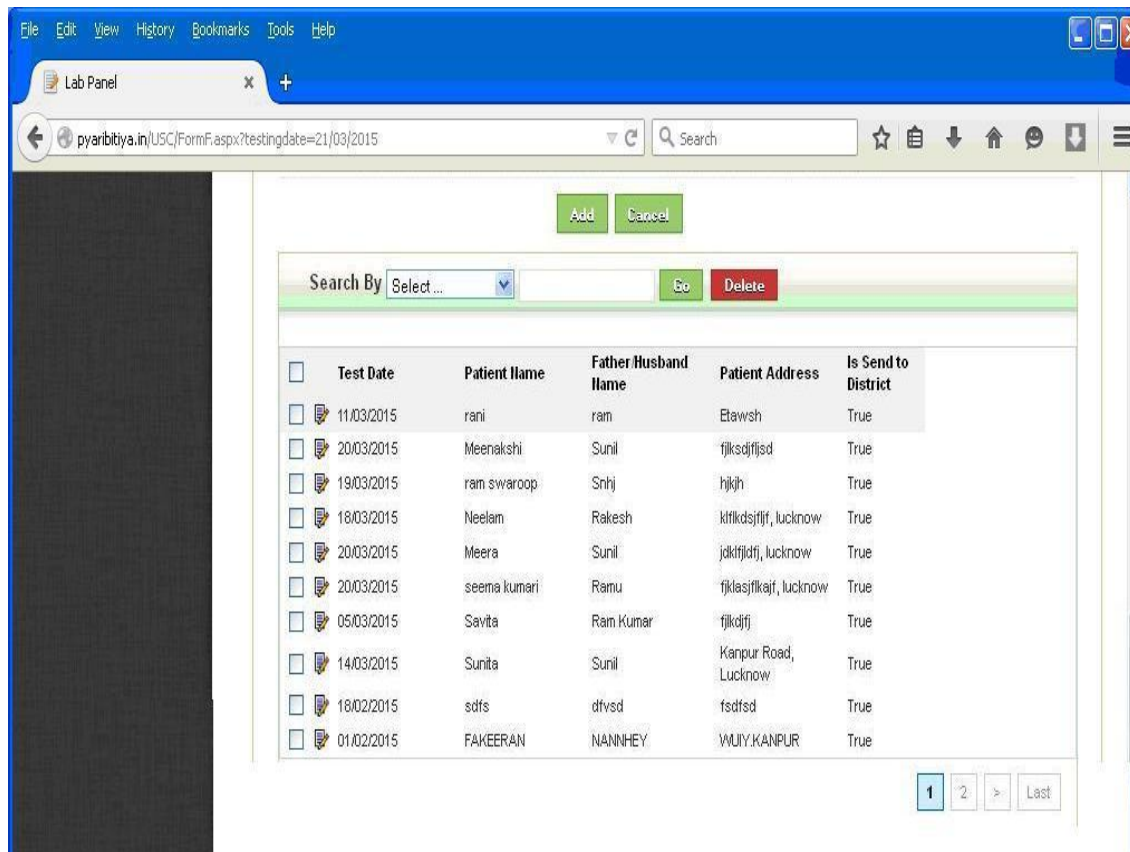 File Edit View History Bookmarks Tools Help
Lab Panel x +
pyaribitiya.in/USC/FormF.aspx?testingdate=21/03/2015 Search
Add Cancel
Search By Select ... Go Delete
Test Date Patient Name Father/Husband Name Patient Address Is Send to District
11/03/2015 rani ram Etawsh True
20/03/2015 Meenakshi Sunil fjlksdjfljsd True
19/03/2015 ram swaroop Snhj hjkjh True
18/03/2015 Neelam Rakesh klflkdsjfljf, lucknow True
20/03/2015 Meera Sunil jdklfjldfj, lucknow True
20/03/2015 seema kumari Ramu fjklasjflkajf, lucknow True
05/03/2015 Savita Ram Kumar fjlkdjfj True
14/03/2015 Sunita Sunil Kanpur Road, Lucknow True
18/02/2015 sdfs dfvsd fsdfsd True
01/02/2015 FAKEERAN NANNHEY WUIY.KANPUR True
1 2 > Last